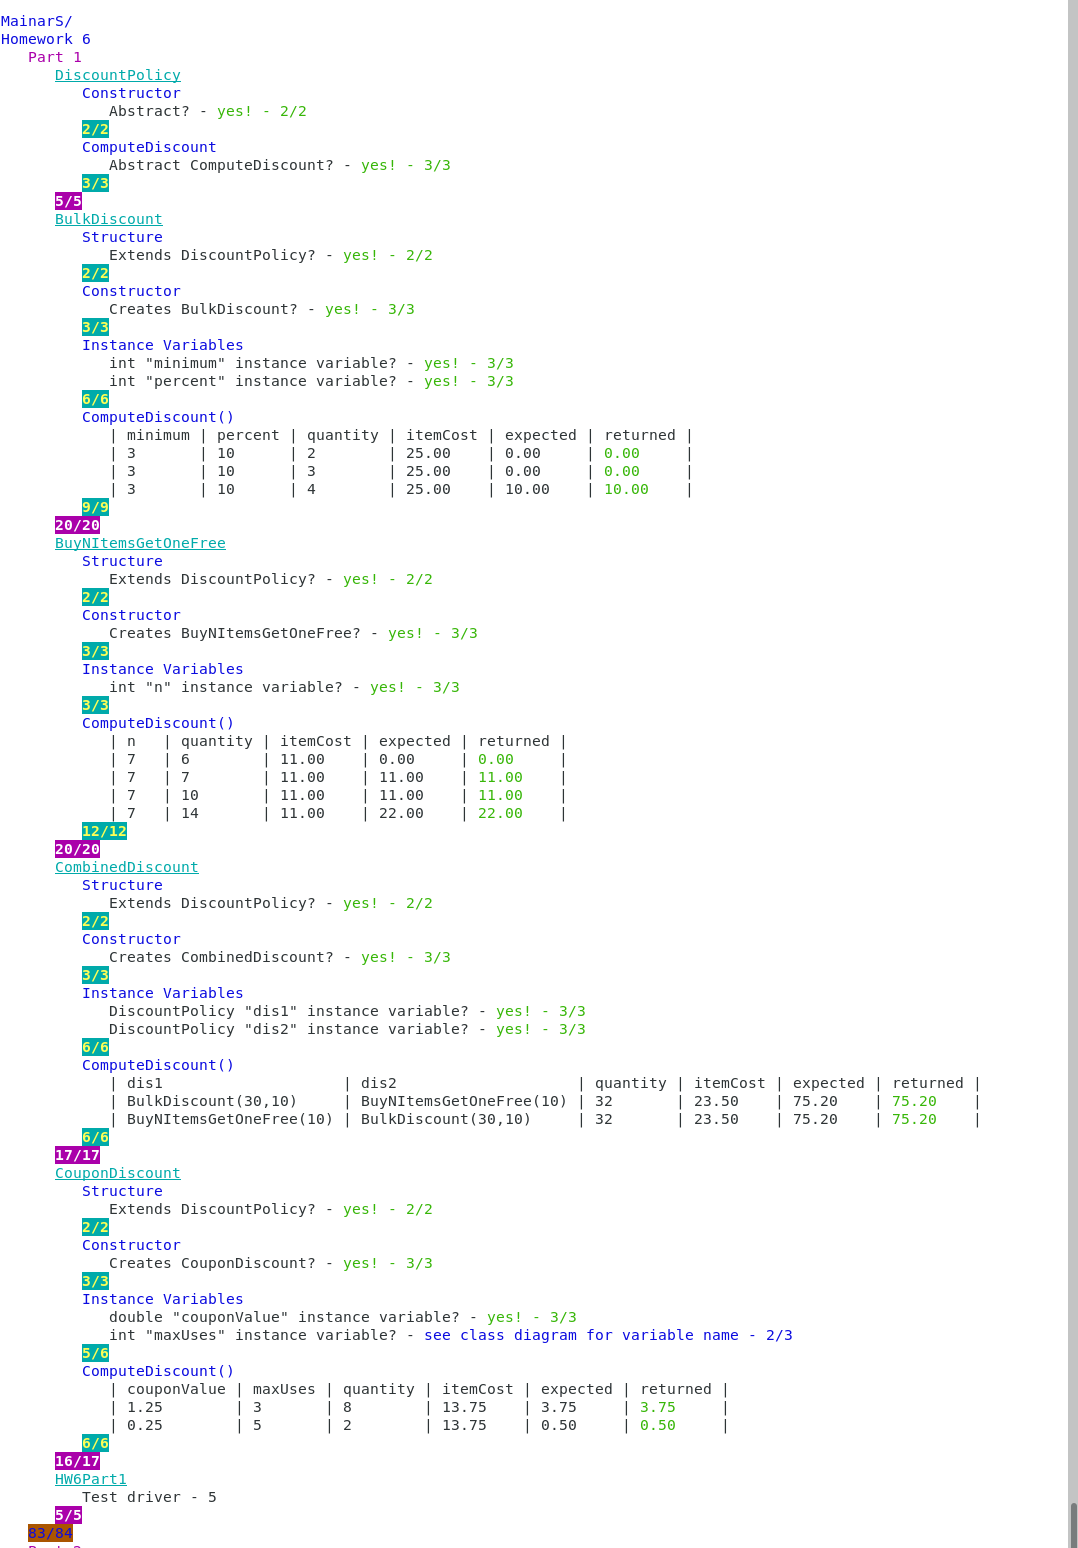 MainarS/
Homework 6
Part 1
DiscountPolicy
Constructor
Abstract? - yes! - 2/2
2/2
ComputeDiscount
Abstract ComputeDiscount? - yes! - 3/3
3/3
5/5
BulkDiscount
Structure
Extends DiscountPolicy? - yes! - 2/2
2/2
Constructor
Creates BulkDiscount? - yes! - 3/3
3/3
Instance Variables
int "minimum" instance variable? - yes! - 3/3
int "percent" instance variable? - yes! - 3/3
6/6
ComputeDiscount()
| minimum | percent | quantity | itemCost | expected | returned |
| 3 | 10 | 2 | 25.00 | 0.00 | 0.00 |
| 3 | 10 | 3 | 25.00 | 0.00 | 0.00 |
| 3 | 10 | 4 | 25.00 | 10.00 | 10.00 |
9/9
20/20
BuyNItemsGetOneFree
Structure
Extends DiscountPolicy? - yes! - 2/2
2/2
Constructor
Creates BuyNItemsGetOneFree? - yes! - 3/3
3/3
Instance Variables
int "n" instance variable? - yes! - 3/3
3/3
ComputeDiscount()
| n | quantity | itemCost | expected | returned |
| 7 | 6 | 11.00 | 0.00 | 0.00 |
| 7 | 7 | 11.00 | 11.00 | 11.00 |
| 7 | 10 | 11.00 | 11.00 | 11.00 |
| 7 | 14 | 11.00 | 22.00 | 22.00 |
12/12
20/20
CombinedDiscount
Structure
Extends DiscountPolicy? - yes! - 2/2
2/2
Constructor
Creates CombinedDiscount? - yes! - 3/3
3/3
Instance Variables
DiscountPolicy "dis1" instance variable? - yes! - 3/3
DiscountPolicy "dis2" instance variable? - yes! - 3/3
6/6
ComputeDiscount()
| dis1 | dis2 | quantity | itemCost | expected | returned |
| BulkDiscount(30,10) | BuyNItemsGetOneFree(10) | 32 | 23.50 | 75.20 | 75.20 |
| BuyNItemsGetOneFree(10) | BulkDiscount(30,10) | 32 | 23.50 | 75.20 | 75.20 |
6/6
17/17
CouponDiscount
Structure
Extends DiscountPolicy? - yes! - 2/2
2/2
Constructor
Creates CouponDiscount? - yes! - 3/3
3/3
Instance Variables
double "couponValue" instance variable? - yes! - 3/3
int "maxUses" instance variable? - see class diagram for variable name - 2/3
5/6
ComputeDiscount()
| couponValue | maxUses | quantity | itemCost | expected | returned |
| 1.25 | 3 | 8 | 13.75 | 3.75 | 3.75 |
| 0.25 | 5 | 2 | 13.75 | 0.50 | 0.50 |
6/6
16/17
HW6Part1
Test driver - 5
5/5
83/84